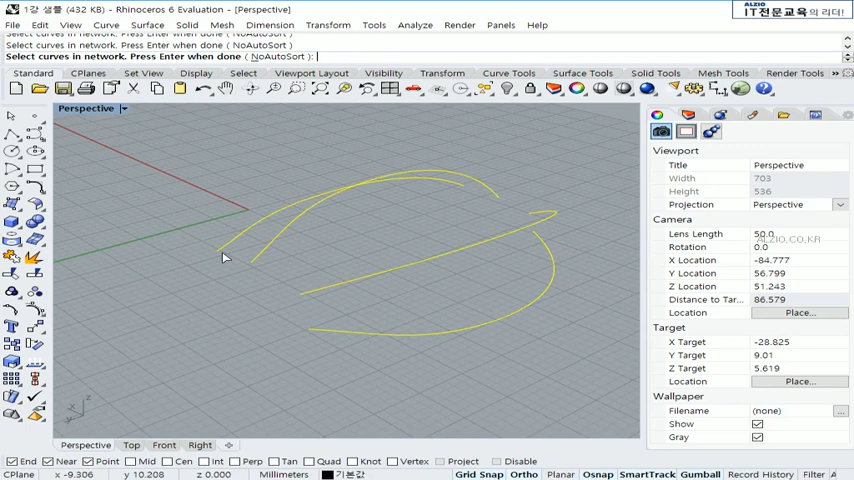 1강 샘플 (432 KB) - Rhinoceros 6 Evaluation - [Perspective]
ALZIO
IT전문교육의 리더!
File Edit View Curve Surface Solid Mesh Dimension Transform Tools Analyze Render Panels Help
Select curves in network. Press Enter when done ( NoAutoSort )
Select curves in network. Press Enter when done ( NoAutoSort )
Select curves in network. Press Enter when done ( NoAutoSort ):
Standard CPlanes Set View Display Select Viewport Layout Visibility Transform Curve Tools Surface Tools Solid Tools Mesh Tools Render Tools »
Perspective
Viewport
Title Perspective
Width 703
Height 536
Projection Perspective
Camera
Lens Length 50.0
ALZIO,CO,KR
Rotation 0.0
X Location -84.777
Y Location 56.799
Z Location 51.243
Distance to Tar... 86.579
Location Place...
Target
X Target -28.825
Y Target 9.01
Z Target 5.619
Location Place...
Wallpaper
Filename (none) ...
Show
Gray
z
x
y
Perspective Top Front Right
End Near Point Mid Cen Int Perp Tan Quad Knot Vertex Project Disable
CPlane x -9.306 y 10.208 z 0.000 Millimeters 기본값 Grid Snap Ortho Planar Osnap SmartTrack Gumball Record History Filter A